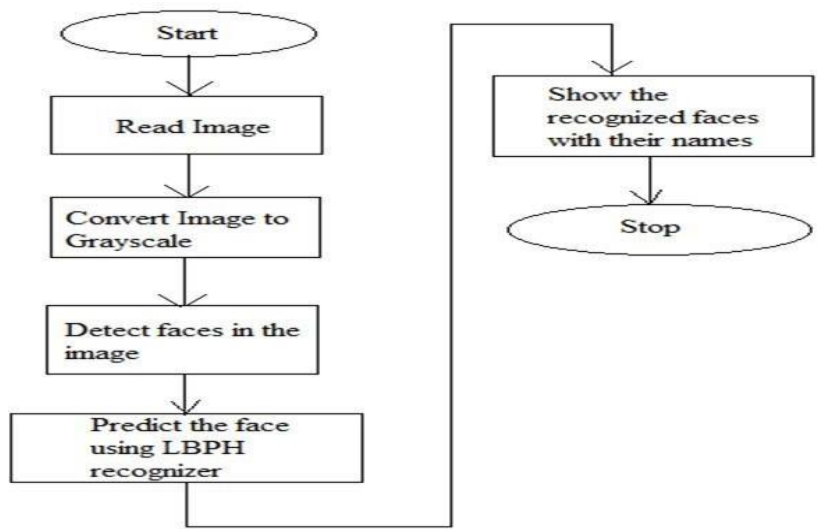 Start
Read Image
Convert Image to
Grayscale
Detect faces in the
image
Predict the face
using LBPH
recognizer
Show the
recognized faces
with their names
Stop